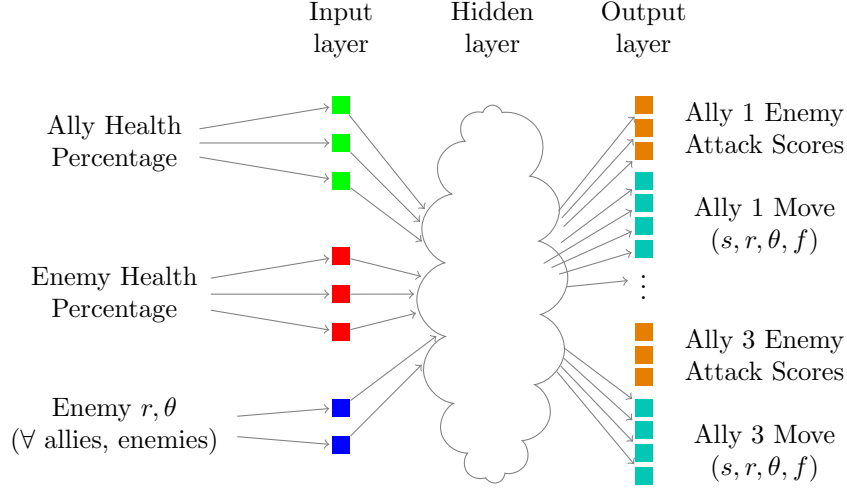 Input
layer
Hidden
layer
Output
layer
Ally Health
Percentage
Enemy Health
Percentage
Enemy r, θ
(∀ allies, enemies)
Ally 1 Enemy
Attack Scores
Ally 1 Move
(s, r, θ, f)
⋮
Ally 3 Enemy
Attack Scores
Ally 3 Move
(s, r, θ, f)